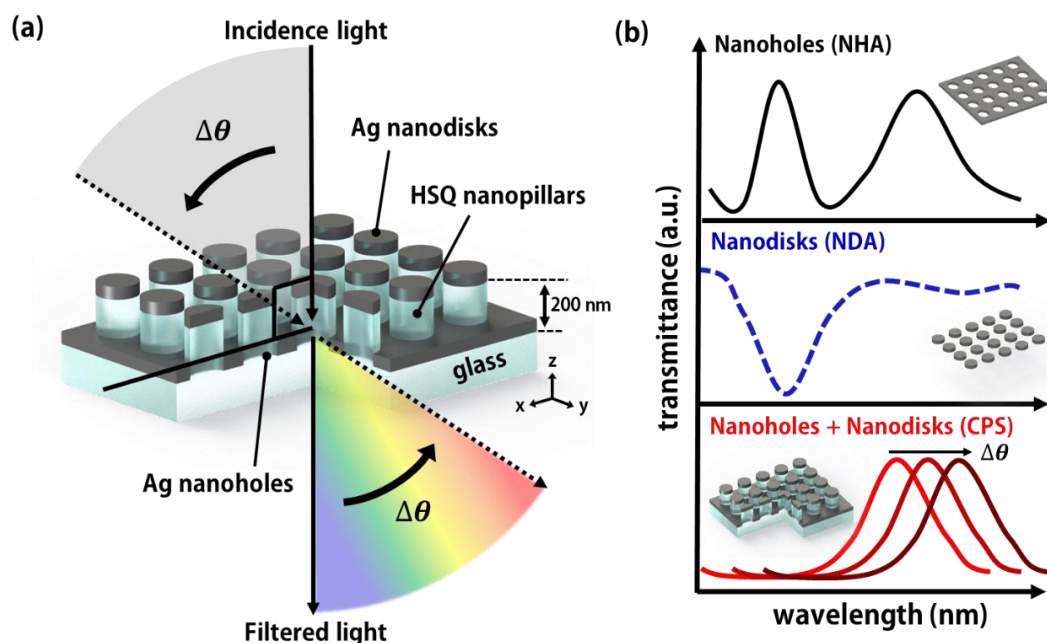 (a)
Incidence light
Δθ
Ag nanodisks
HSQ nanopillars
200 nm
glass
z
x
y
Ag nanoholes
Δθ
Filtered light
(b)
Nanoholes (NHA)
Nanodisks (NDA)
Nanoholes + Nanodisks (CPS)
Δθ
transmittance (a.u.)
wavelength (nm)